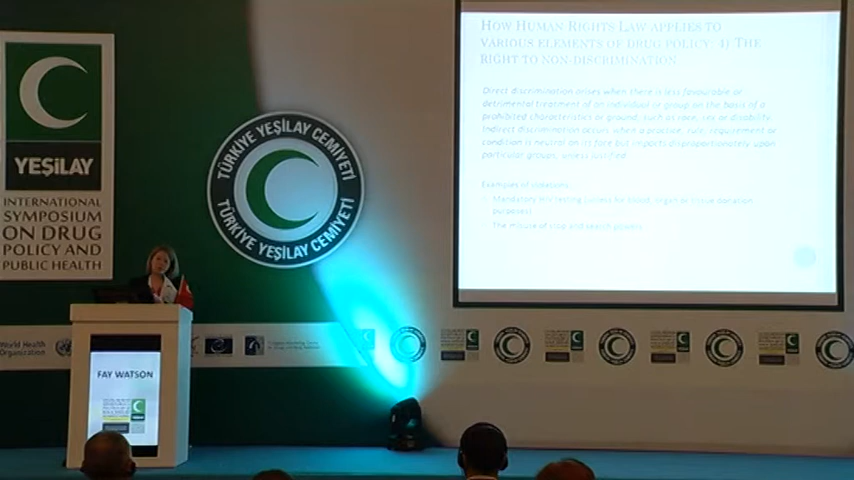 YEŞİLAY
INTERNATIONAL
SYMPOSIUM
ON DRUG
POLICY AND
PUBLIC HEALTH
TÜRKİYE YEŞİLAY CEMİYETİ
TÜRKİYE YEŞİLAY CEMİYETİ
HOW HUMAN RIGHTS LAW APPLIES TO
VARIOUS ELEMENTS OF DRUG POLICY: 4) THE
RIGHT TO NON-DISCRIMINATION
Direct discrimination arises when there is less favourable or
detrimental treatment of an individual or group on the basis of a
prohibited characteristics or ground, such as race, sex or disability.
Indirect discrimination occurs when a practice, rule, requirement or
condition is neutral on its face but impacts disproportionately upon
particular groups, unless justified.
Examples of violations:
Mandatory HIV testing (unless for blood, organ or tissue donation
purposes)
The misuse of stop and search powers
World Health
Organization
FAY WATSON